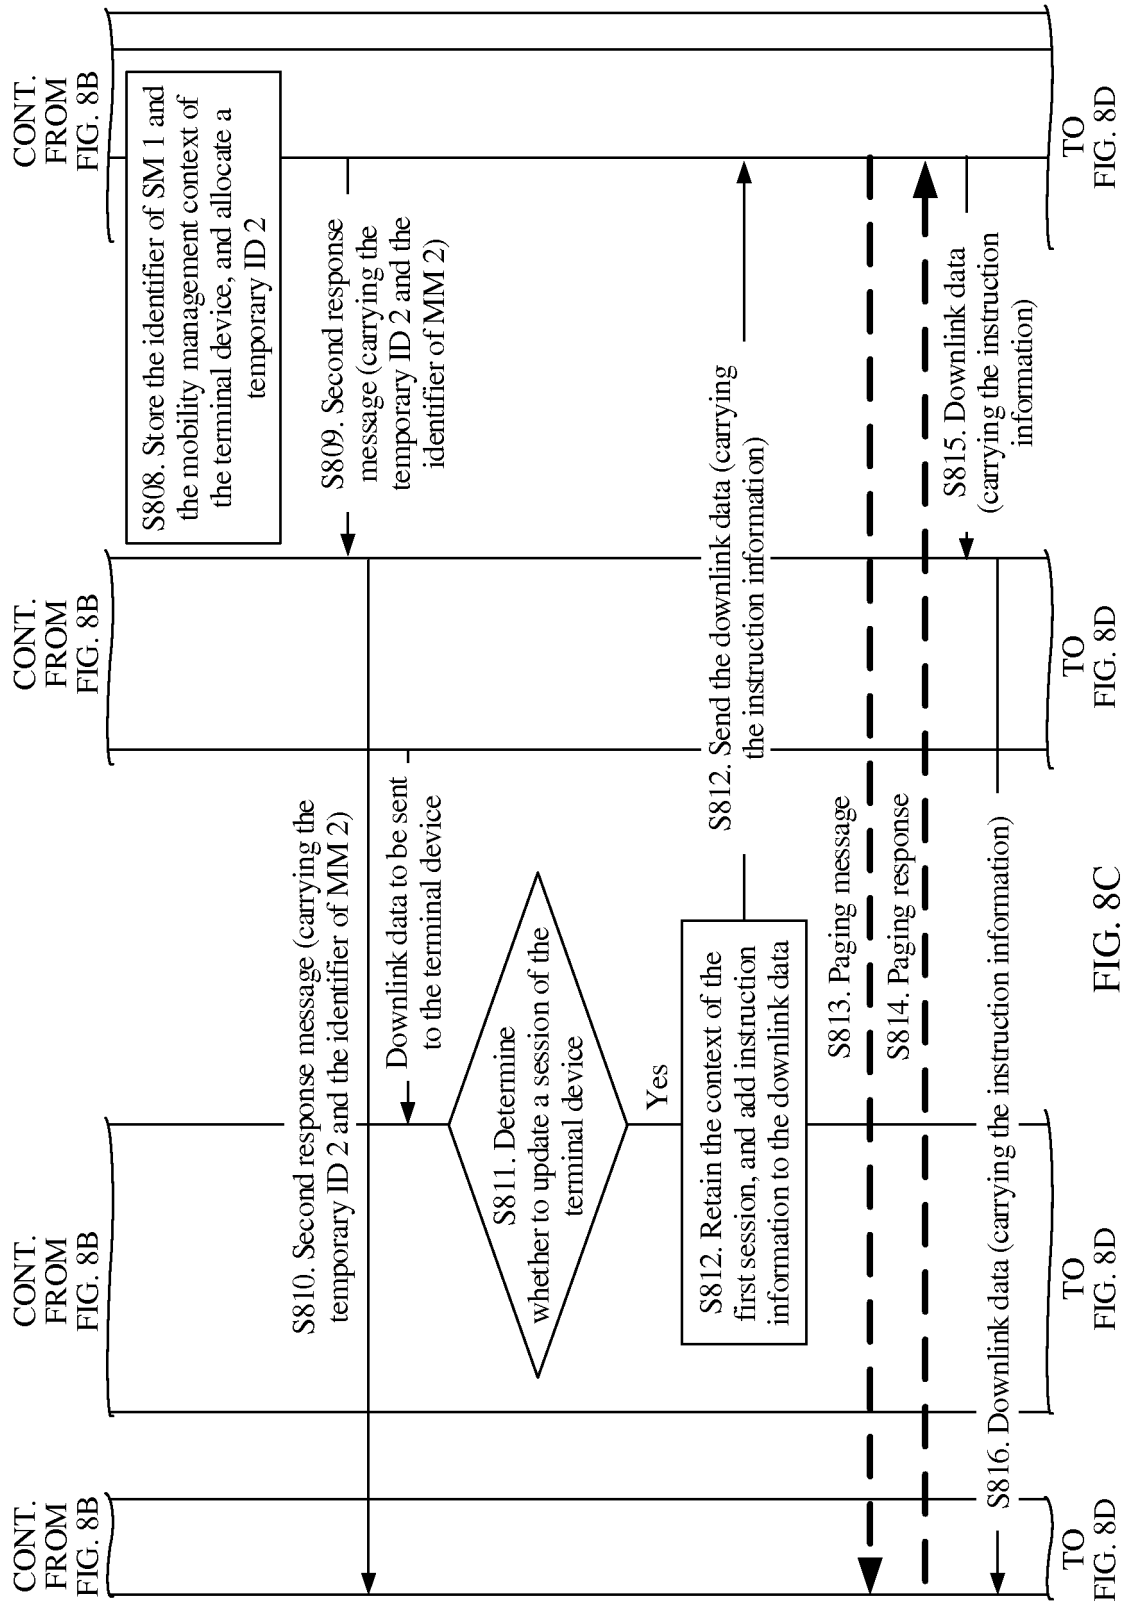 CONT.
FROM
FIG. 8B
CONT.
FROM
FIG. 8B
CONT.
FROM
FIG. 8B
CONT.
FROM
FIG. 8B
S808. Store the identifier of SM 1 and
the mobility management context of
the terminal device, and allocate a
temporary ID 2
S809. Second response
message (carrying the
temporary ID 2 and the
identifier of MM 2)
S810. Second response message (carrying the
temporary ID 2 and the identifier of MM 2)
Downlink data to be sent
to the terminal device
S811. Determine
whether to update a session of the
terminal device
Yes
S812. Retain the context of the
first session, and add instruction
information to the downlink data
S812. Send the downlink data (carrying
the instruction information)
S813. Paging message
S814. Paging response
S815. Downlink data
(carrying the instruction
information)
S816. Downlink data (carrying the instruction information)
TO
FIG. 8D
TO
FIG. 8D
TO
FIG. 8D
TO
FIG. 8D
FIG. 8C